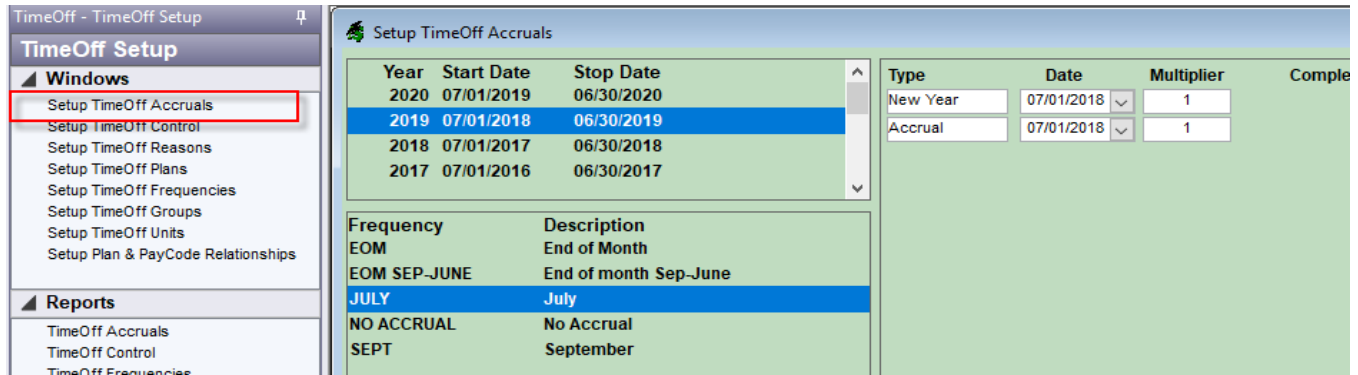 TimeOff - TimeOff Setup
TimeOff Setup
Windows
Setup TimeOff Accruals
Setup TimeOff Control
Setup TimeOff Reasons
Setup TimeOff Plans
Setup TimeOff Frequencies
Setup TimeOff Groups
Setup TimeOff Units
Setup Plan & PayCode Relationships
Reports
TimeOff Accruals
TimeOff Control
TimeOff Frequencies
Setup TimeOff Accruals
Year Start Date Stop Date
2020 07/01/2019 06/30/2020
2019 07/01/2018 06/30/2019
2018 07/01/2017 06/30/2018
2017 07/01/2016 06/30/2017
Frequency Description
EOM End of Month
EOM SEP-JUNE End of month Sep-June
JULY July
NO ACCRUAL No Accrual
SEPT September
Type Date Multiplier Comple
New Year 07/01/2018 1
Accrual 07/01/2018 1